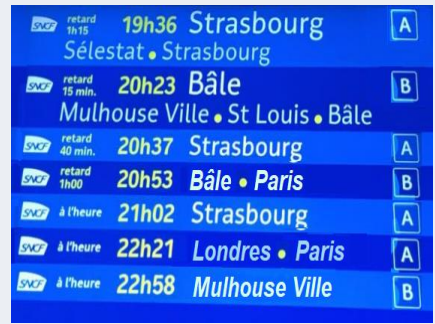 SNCF retard 1h15 19h36 Strasbourg A
Sélestat • Strasbourg
SNCF retard 15 min. 20h23 Bâle B
Mulhouse Ville • St Louis • Bâle
SNCF retard 40 min. 20h37 Strasbourg A
SNCF retard 1h00 20h53 Bâle • Paris B
SNCF à l'heure 21h02 Strasbourg A
SNCF à l'heure 22h21 Londres • Paris A
SNCF à l'heure 22h58 Mulhouse Ville B